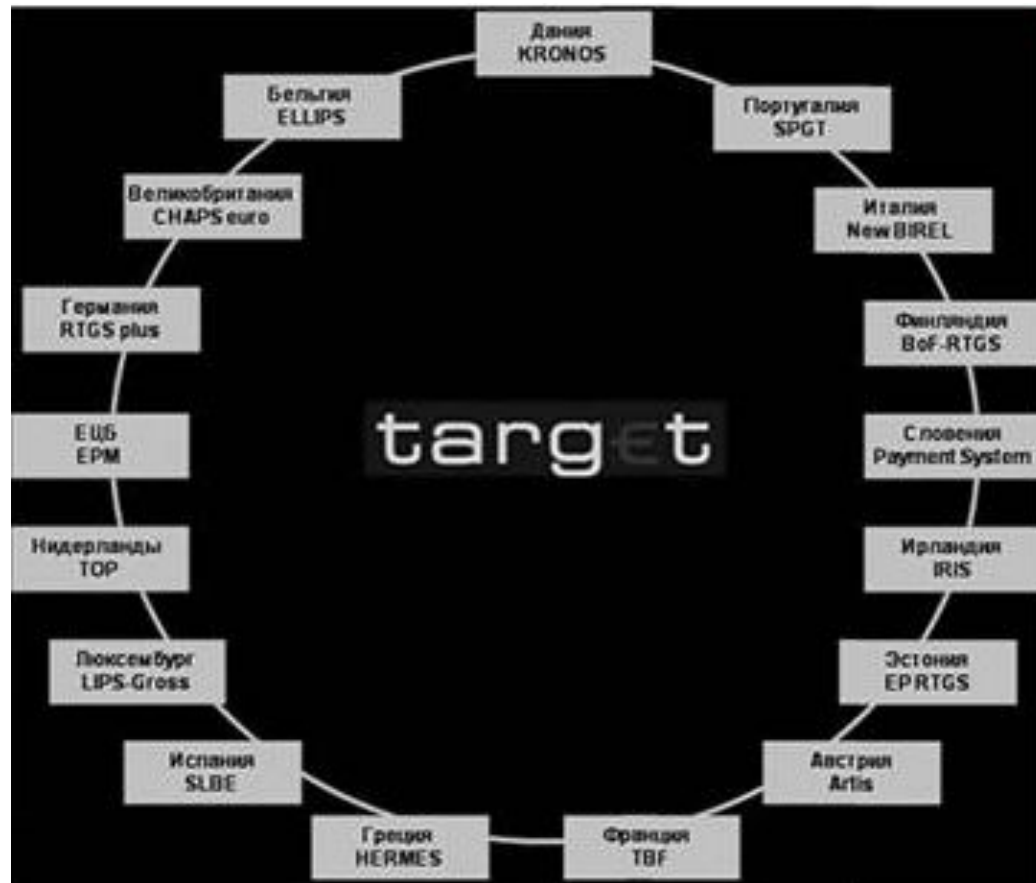 Дания
KRONOS
Бельгия
ELLIPS
Португалия
SPGT
Великобритания
CHAPS euro
Италия
New BIREL
Германия
RTGS plus
Финляндия
BoF-RTGS
target
ЕЦБ
EPM
Словения
Payment System
Нидерланды
TOP
Ирландия
IRIS
Люксембург
LIPS-Gross
Эстония
EP RTGS
Испания
SLBE
Австрия
Artis
Греция
HERMES
Франция
TBF